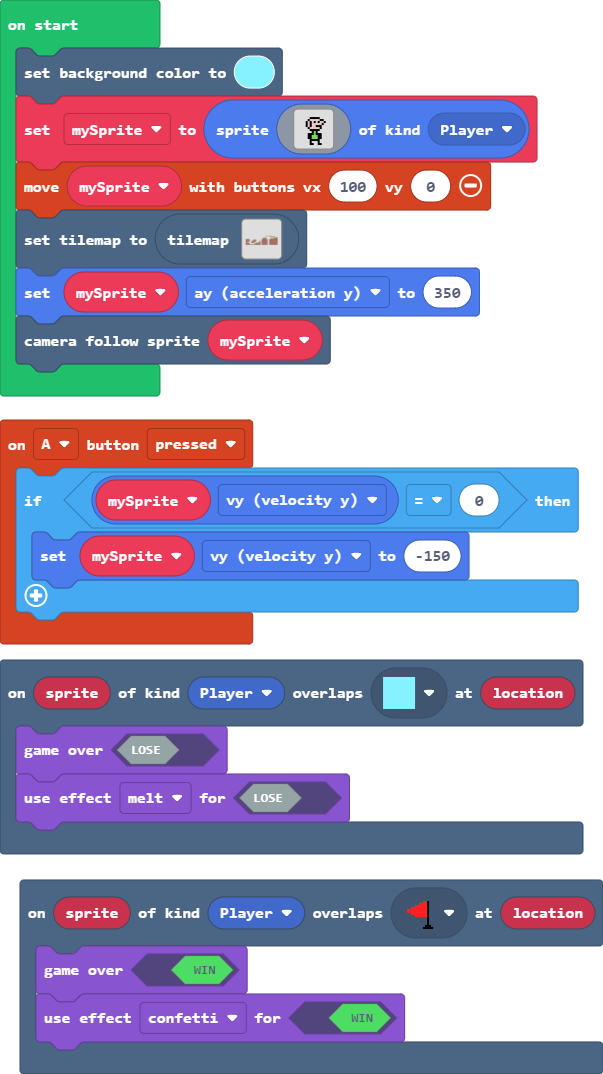 on start
set background color to
set mySprite to sprite of kind Player
move mySprite with buttons vx 100 vy 0
set tilemap to tilemap
set mySprite ay (acceleration y) to 350
camera follow sprite mySprite
on A button pressed
if mySprite vy (velocity y) = 0 then
set mySprite vy (velocity y) to -150
on sprite of kind Player overlaps at location
game over LOSE
use effect melt for LOSE
on sprite of kind Player overlaps at location
game over WIN
use effect confetti for WIN